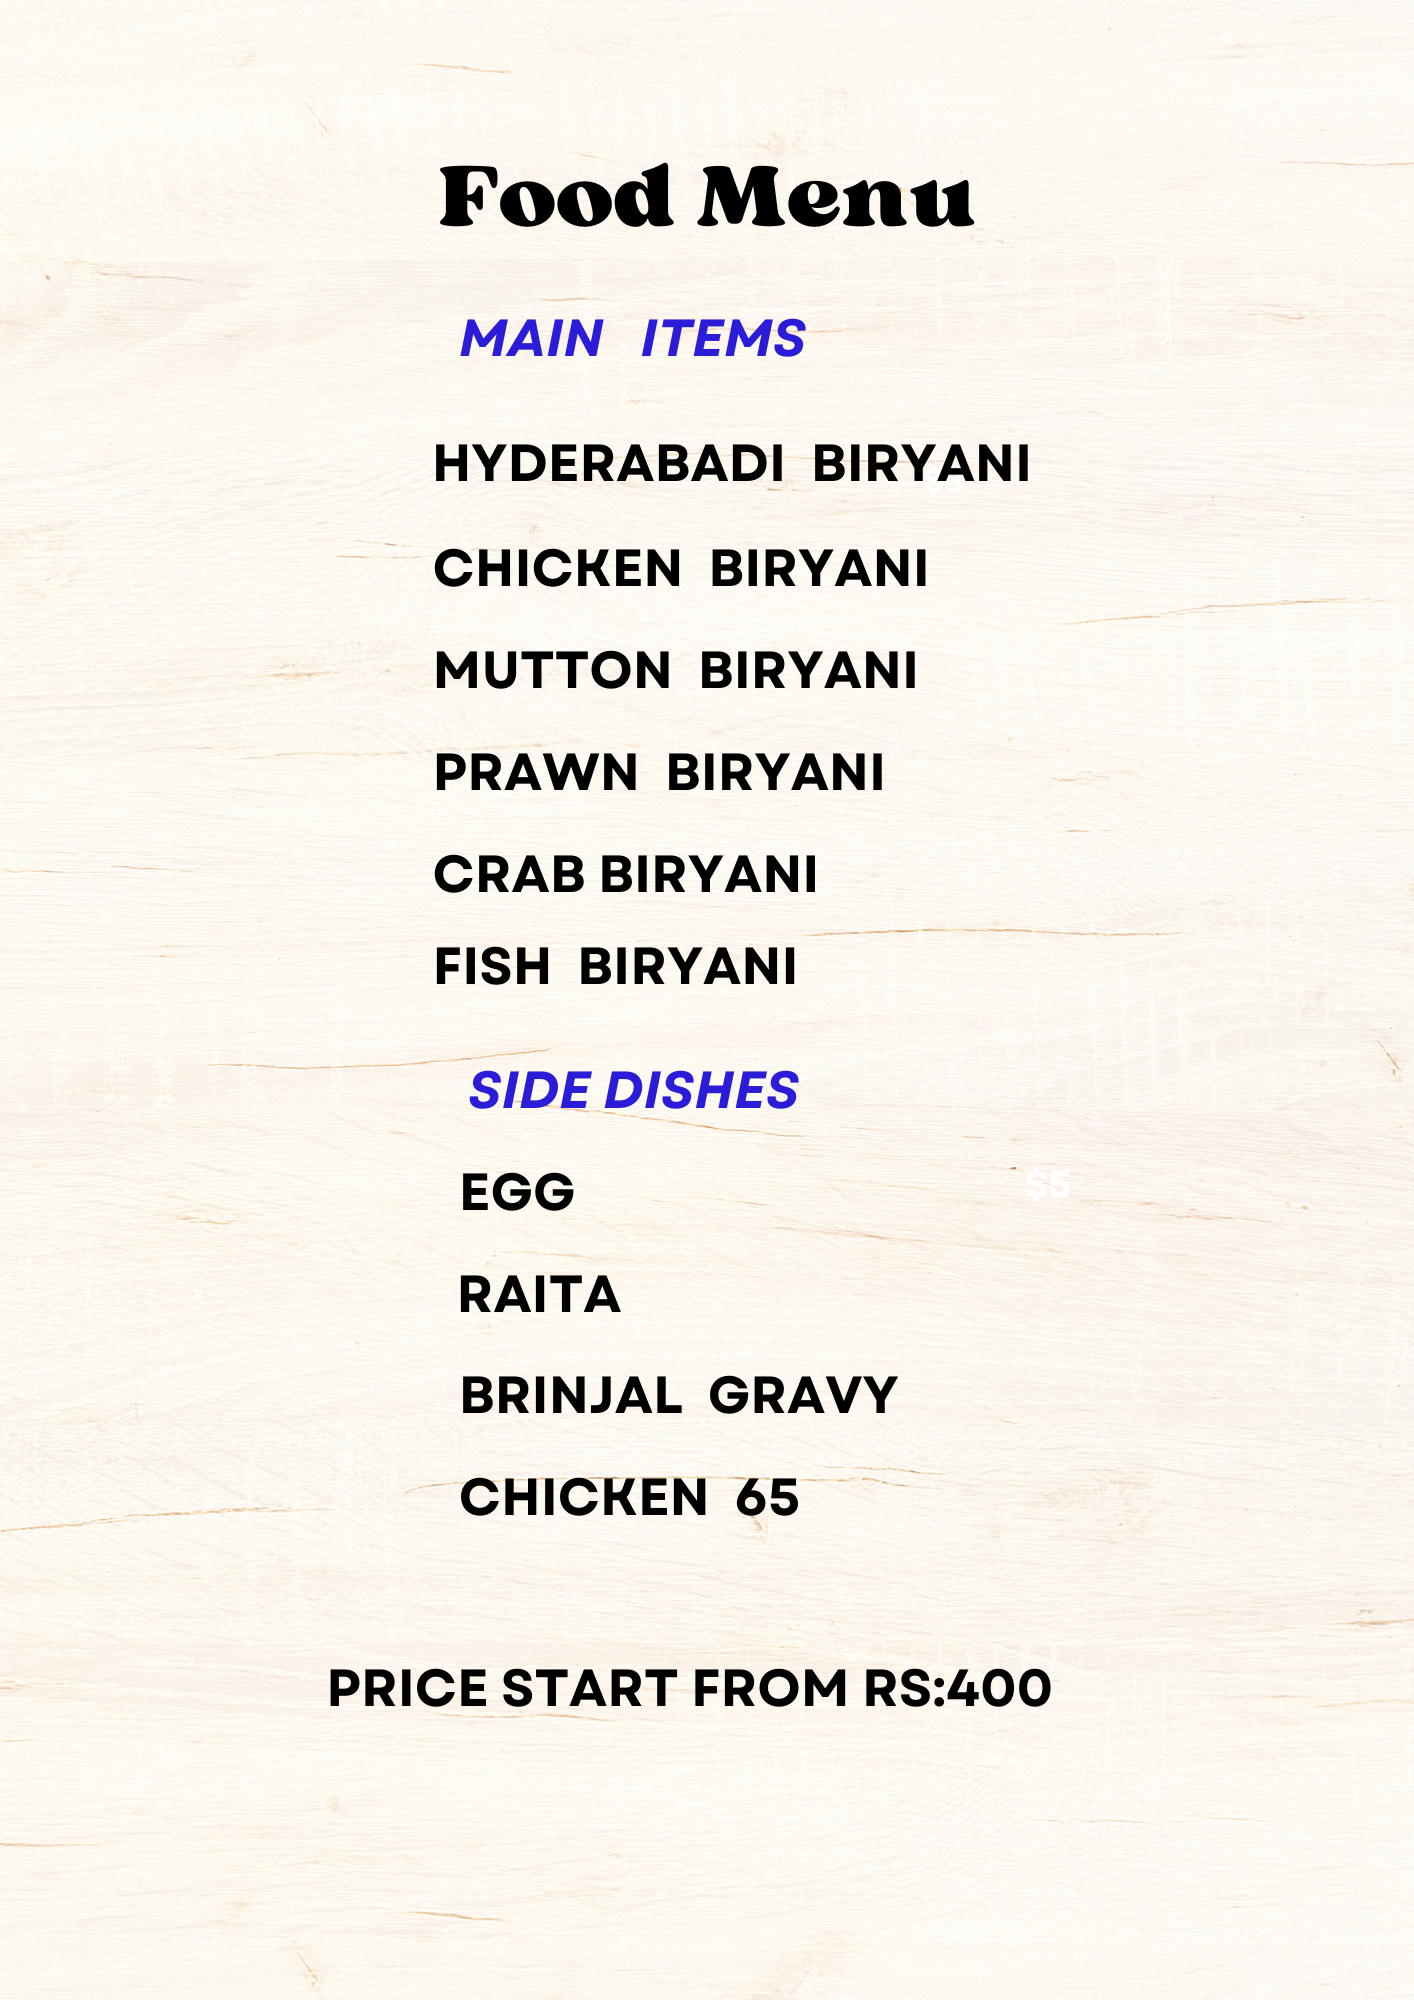 Food Menu
MAIN ITEMS
HYDERABADI BIRYANI
CHICKEN BIRYANI
MUTTON BIRYANI
PRAWN BIRYANI
CRAB BIRYANI
FISH BIRYANI
SIDE DISHES
EGG $5
RAITA
BRINJAL GRAVY
CHICKEN 65
PRICE START FROM RS:400